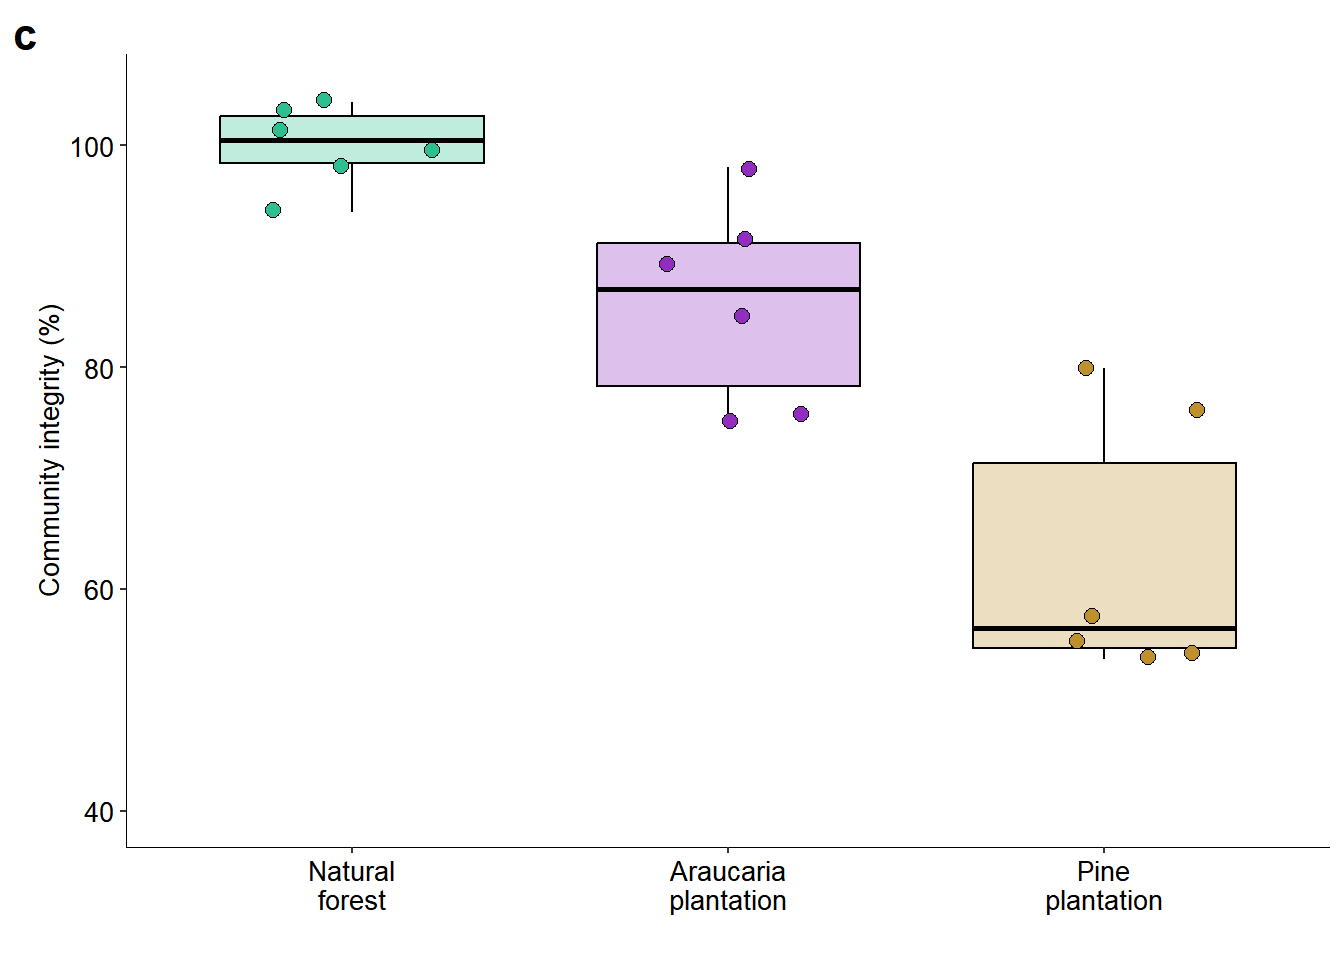 c
Community integrity (%)
100
80
60
40
Natural
forest
Araucaria
plantation
Pine
plantation